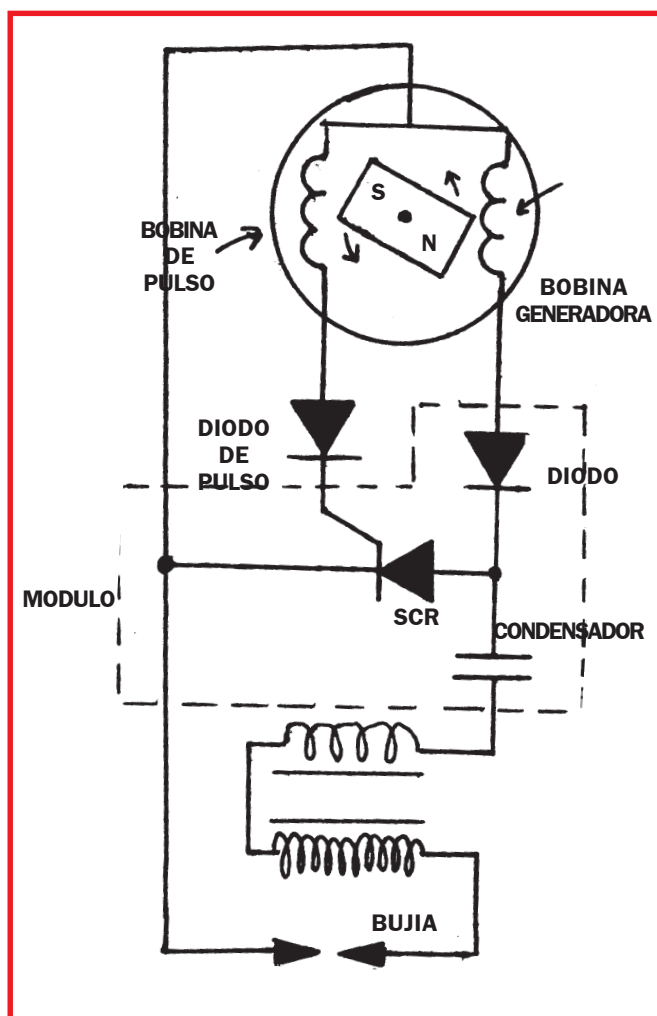 S
N
BOBINA
DE
PULSO
BOBINA
GENERADORA
DIODO
DE
PULSO
DIODO
MODULO
SCR
CONDENSADOR
BUJIA